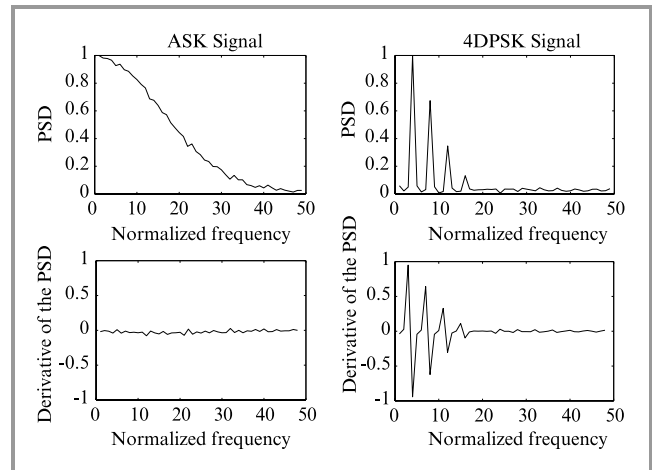 ASK Signal
PSD
1
0.8
0.6
0.4
0.2
0
0 10 20 30 40 50
Normalized frequency
4DPSK Signal
PSD
1
0.8
0.6
0.4
0.2
0
0 10 20 30 40 50
Normalized frequency
Derivative of the PSD
1
0.5
0
-0.5
-1
0 10 20 30 40 50
Normalized frequency
Derivative of the PSD
1
0.5
0
-0.5
-1
0 10 20 30 40 50
Normalized frequency